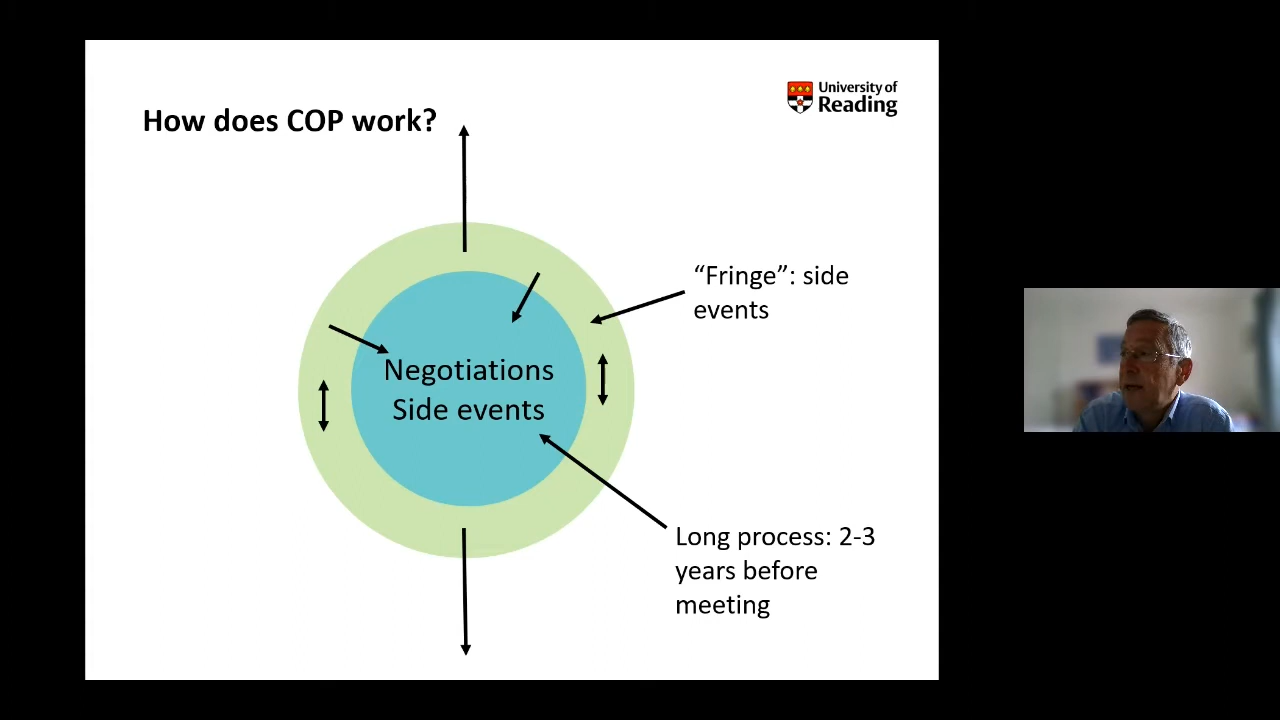 How does COP work?
University of
Reading
“Fringe”: side
events
Negotiations
Side events
Long process: 2-3
years before
meeting